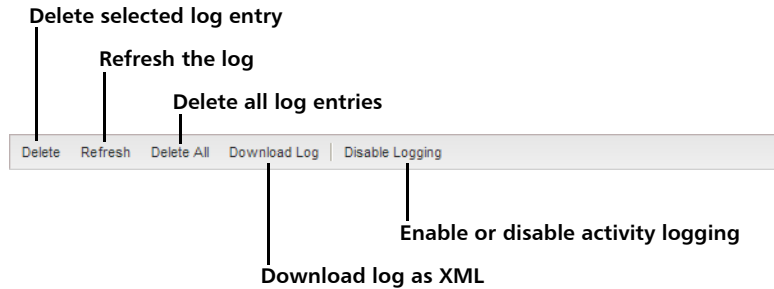 Delete selected log entry
Refresh the log
Delete all log entries
Delete Refresh Delete All Download Log Disable Logging
Enable or disable activity logging
Download log as XML